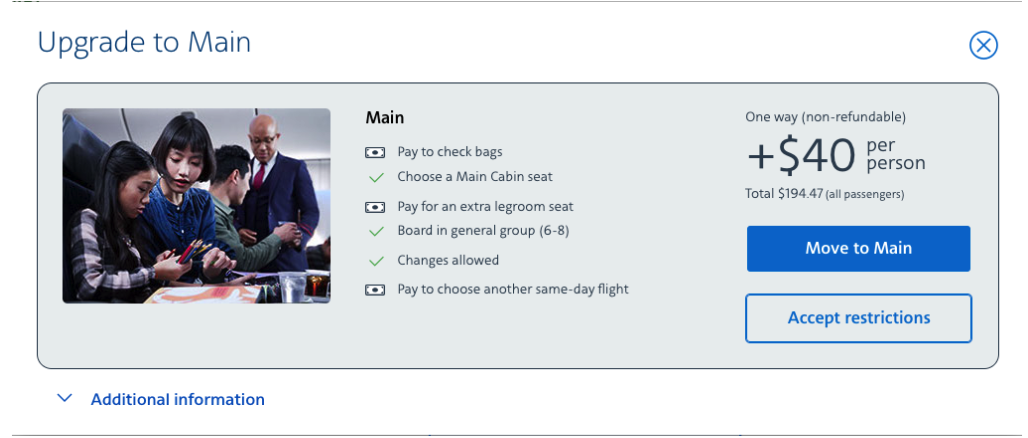 Upgrade to Main
Main
Pay to check bags
Choose a Main Cabin seat
Pay for an extra legroom seat
Board in general group (6-8)
Changes allowed
Pay to choose another same-day flight
One way (non-refundable)
+$40 per person
Total $194.47 (all passengers)
Move to Main
Accept restrictions
Additional information